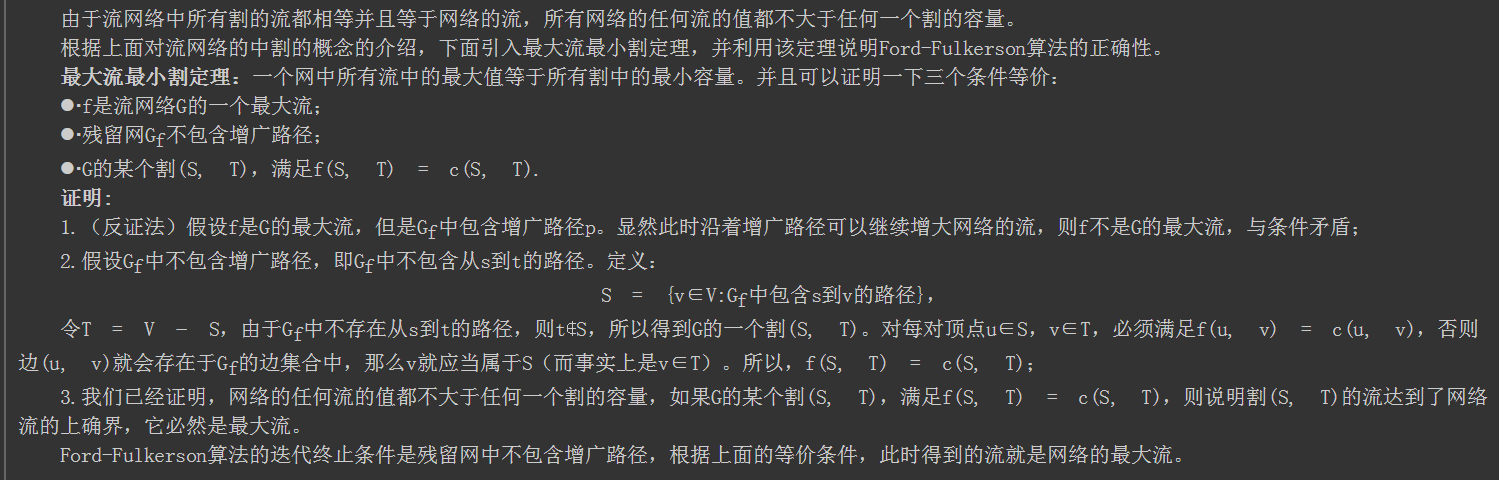 由于流网络中所有割的流都相等并且等于网络的流，所有网络的任何流的值都不大于任何一个割的容量。
根据上面对流网络的中割的概念的介绍，下面引入最大流最小割定理，并利用该定理说明Ford-Fulkerson算法的正确性。
最大流最小割定理：一个网中所有流中的最大值等于所有割中的最小容量。并且可以证明一下三个条件等价：
●·f是流网络G的一个最大流；
●·残留网Gf不包含增广路径；
●·G的某个割(S, T)，满足f(S, T) = c(S, T).
证明：
1.（反证法）假设f是G的最大流，但是Gf中包含增广路径p。显然此时沿着增广路径可以继续增大网络的流，则f不是G的最大流，与条件矛盾；
2.假设Gf中不包含增广路径，即Gf中不包含从s到t的路径。定义：
S = {v∈V:Gf中包含s到v的路径}，
令T = V - S，由于Gf中不存在从s到t的路径，则t∉S，所以得到G的一个割(S, T)。对每对顶点u∈S，v∈T，必须满足f(u, v) = c(u, v)，否则
边(u, v)就会存在于Gf的边集合中，那么v就应当属于S（而事实上是v∈T）。所以，f(S, T) = c(S, T)；
3.我们已经证明，网络的任何流的值都不大于任何一个割的容量，如果G的某个割(S, T)，满足f(S, T) = c(S, T)，则说明割(S, T)的流达到了网络
流的上确界，它必然是最大流。
Ford-Fulkerson算法的迭代终止条件是残留网中不包含增广路径，根据上面的等价条件，此时得到的流就是网络的最大流。